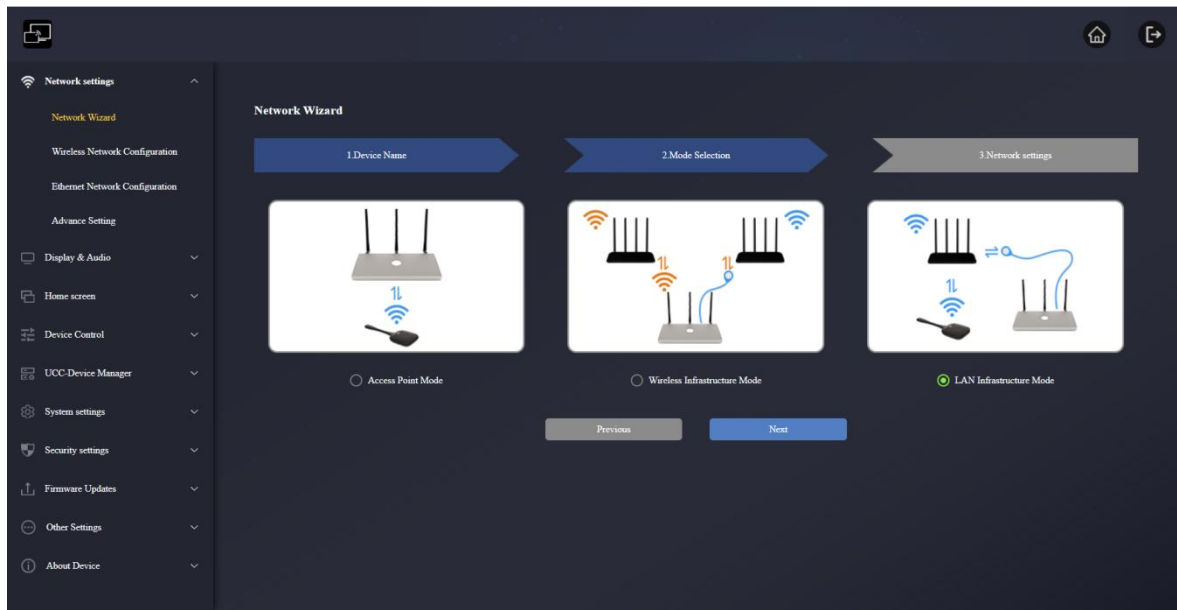 Network settings
Network Wizard
Wireless Network Configuration
Ethernet Network Configuration
Advance Setting
Display & Audio
Home screen
Device Control
UCC-Device Manager
System settings
Security settings
Firmware Updates
Other Settings
About Device
Network Wizard
1.Device Name
2.Mode Selection
3.Network settings
Access Point Mode
Wireless Infrastructure Mode
LAN Infrastructure Mode
Previous
Next